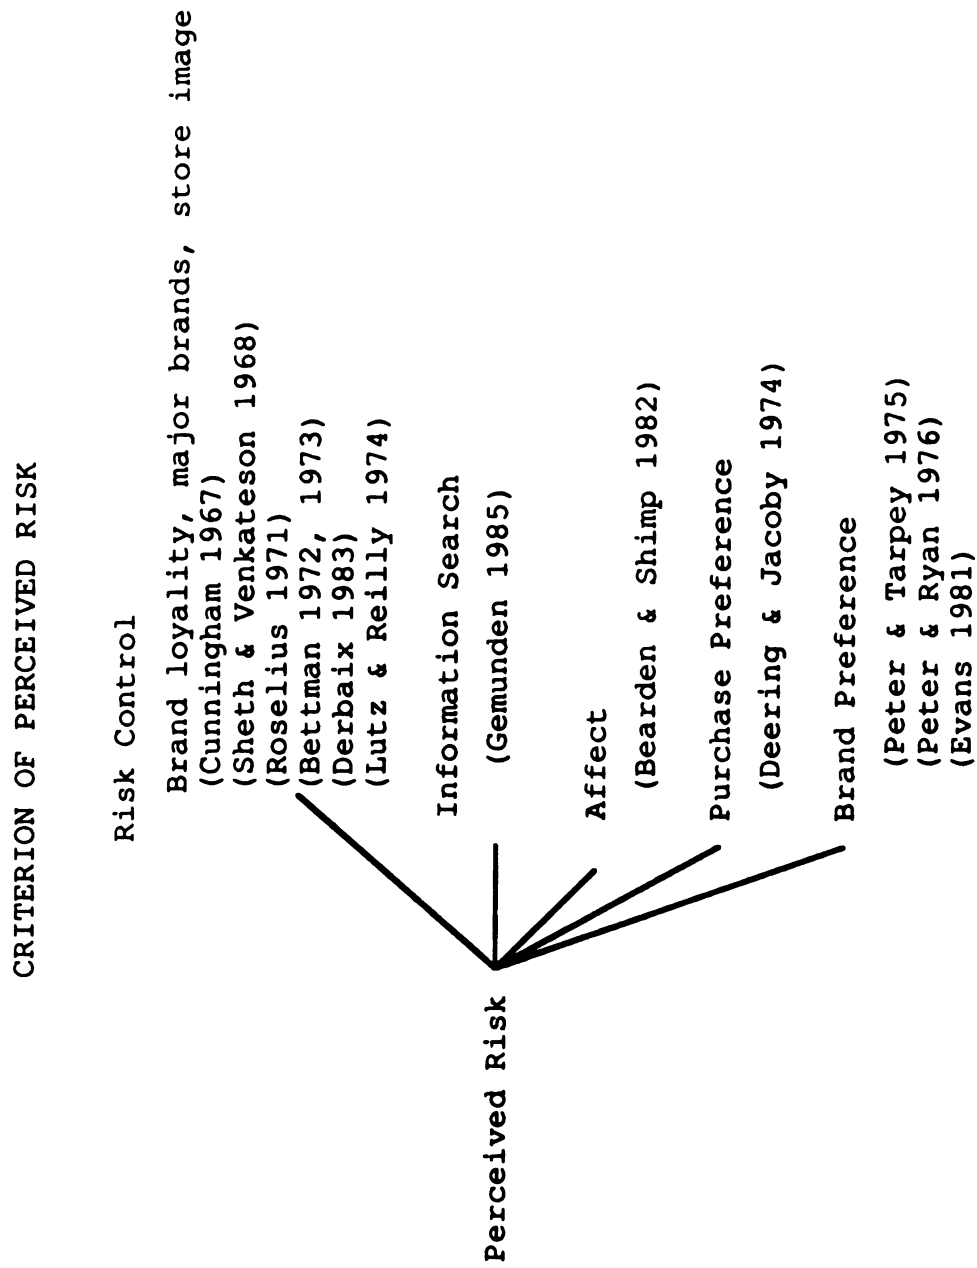 CRITERION OF PERCEIVED RISK
Risk Control
Brand loyality, major brands, store image
(Cunningham 1967)
(Sheth & Venkateson 1968)
(Roselius 1971)
(Bettman 1972, 1973)
(Derbaix 1983)
(Lutz & Reilly 1974)
Information Search
(Gemunden 1985)
Perceived Risk
Affect
(Bearden & Shimp 1982)
Purchase Preference
(Deering & Jacoby 1974)
Brand Preference
(Peter & Tarpey 1975)
(Peter & Ryan 1976)
(Evans 1981)